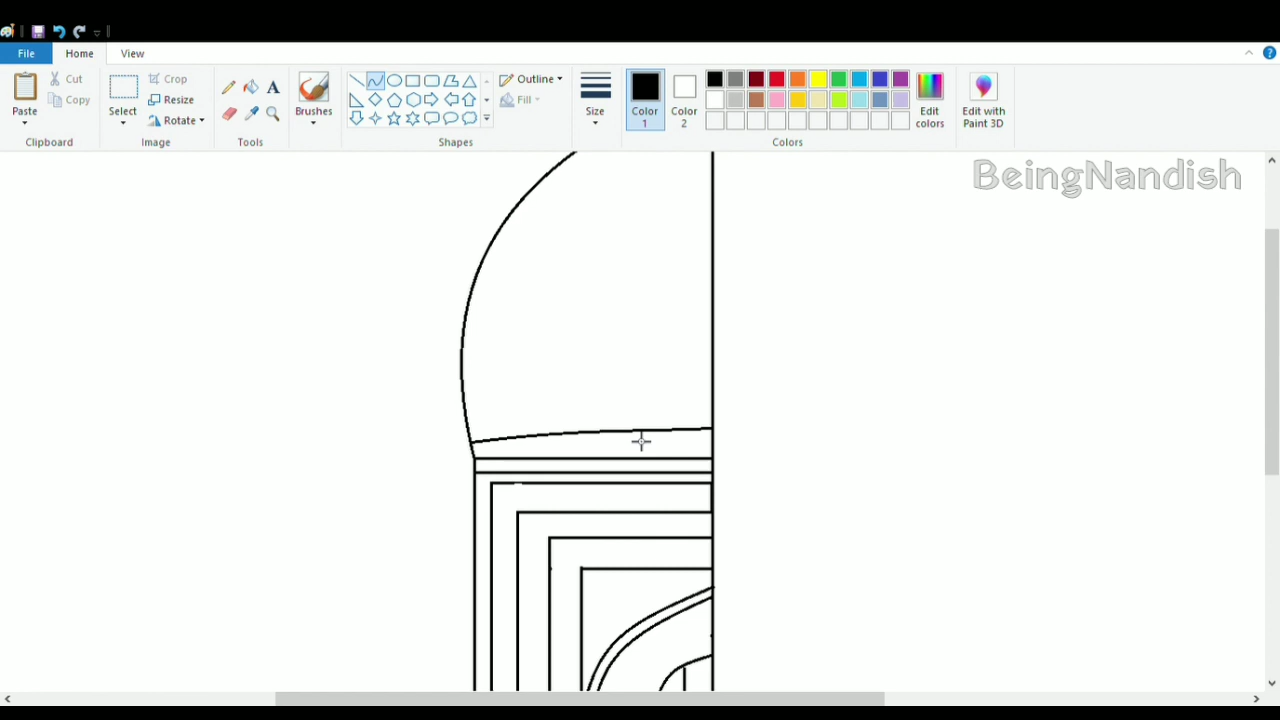 File
Home
View
Paste
Cut
Copy
Clipboard
Select
Crop
Resize
Rotate
Image
A
Tools
Brushes
Outline
Fill
Shapes
Size
Color
1
Color
2
Edit
colors
Colors
Edit with
Paint 3D
?
BeingNandish